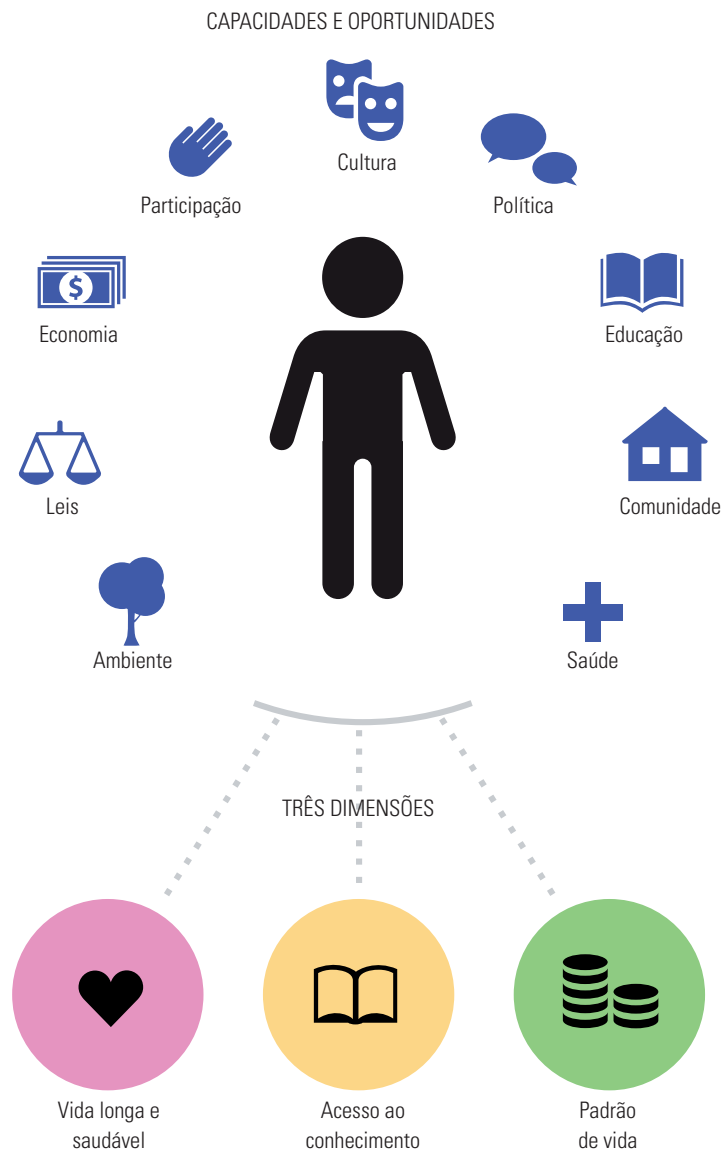 CAPACIDADES E OPORTUNIDADES
Cultura
Participação
Política
$
Economia
Educação
Leis
Comunidade
Ambiente
Saúde
TRÊS DIMENSÕES
Vida longa e
saudável
Acesso ao
conhecimento
Padrão
de vida